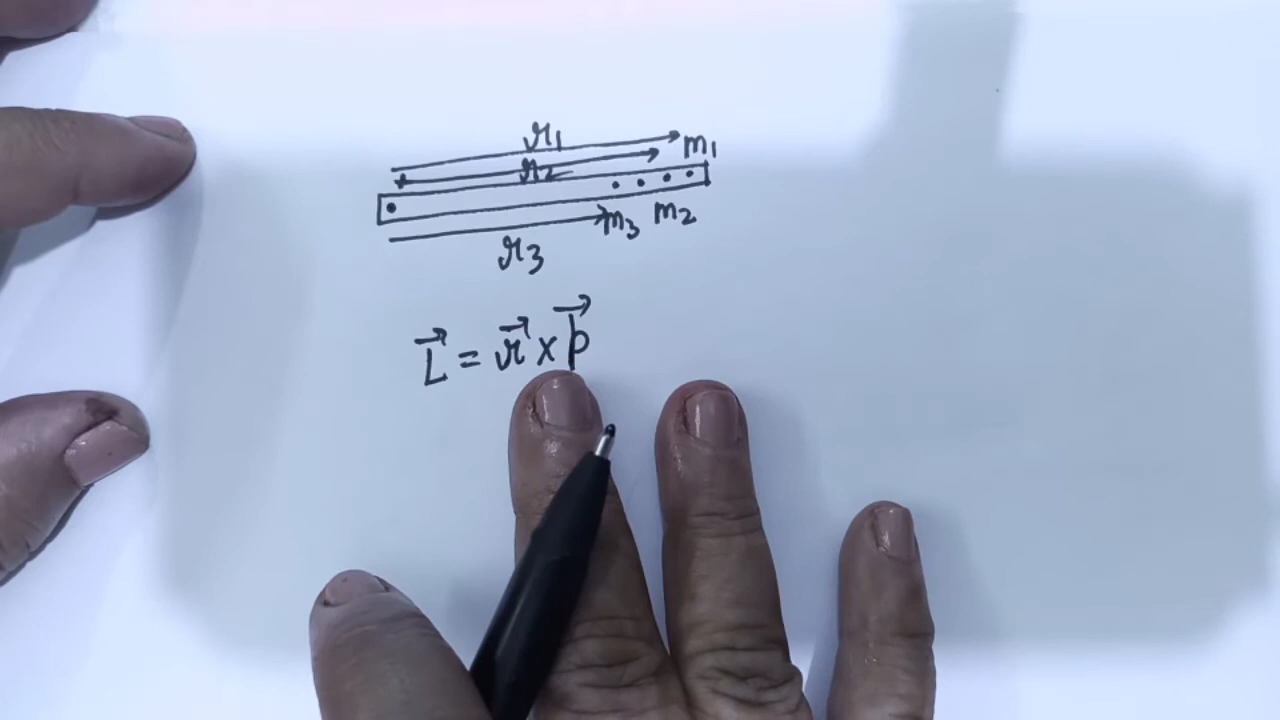 r1
m1
r2
m3 m2
r3
L⃗ = r⃗ × p⃗